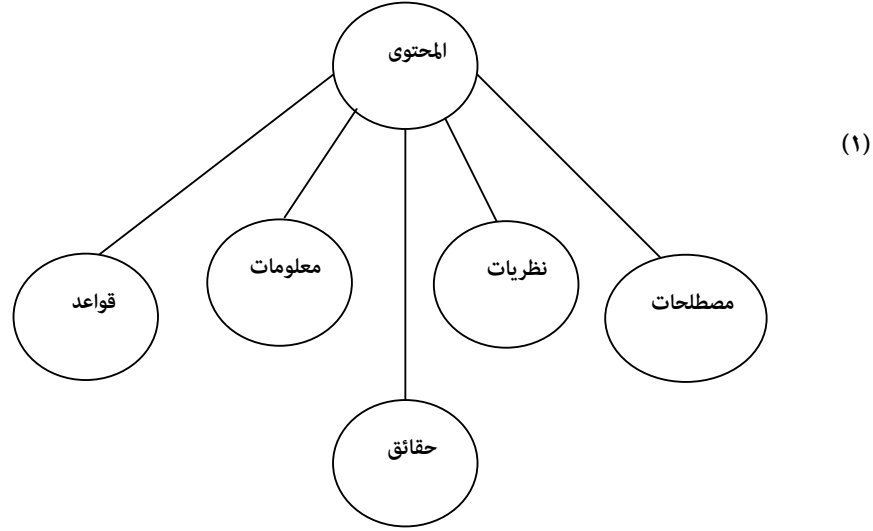 المحتوى
(١)
مصطلحات
نظريات
معلومات
قواعد
حقائق